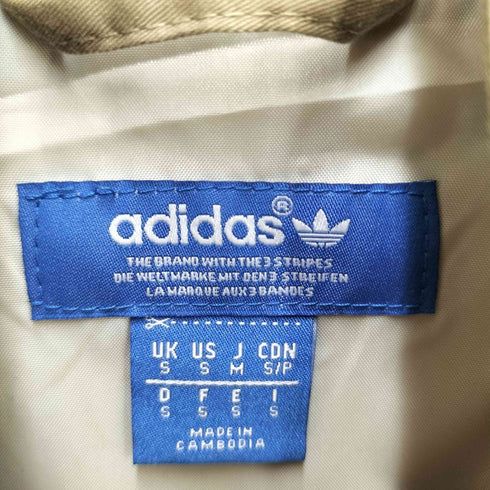 adidas®
THE BRAND WITH THE 3 STRIPES
DIE WELTMARKE MIT DEN 3 STREIFEN
LA MARQUE AUX 3 BANDES
UK US J CDN
S S M S/P
D F E I
S S S S
MADE IN
CAMBODIA